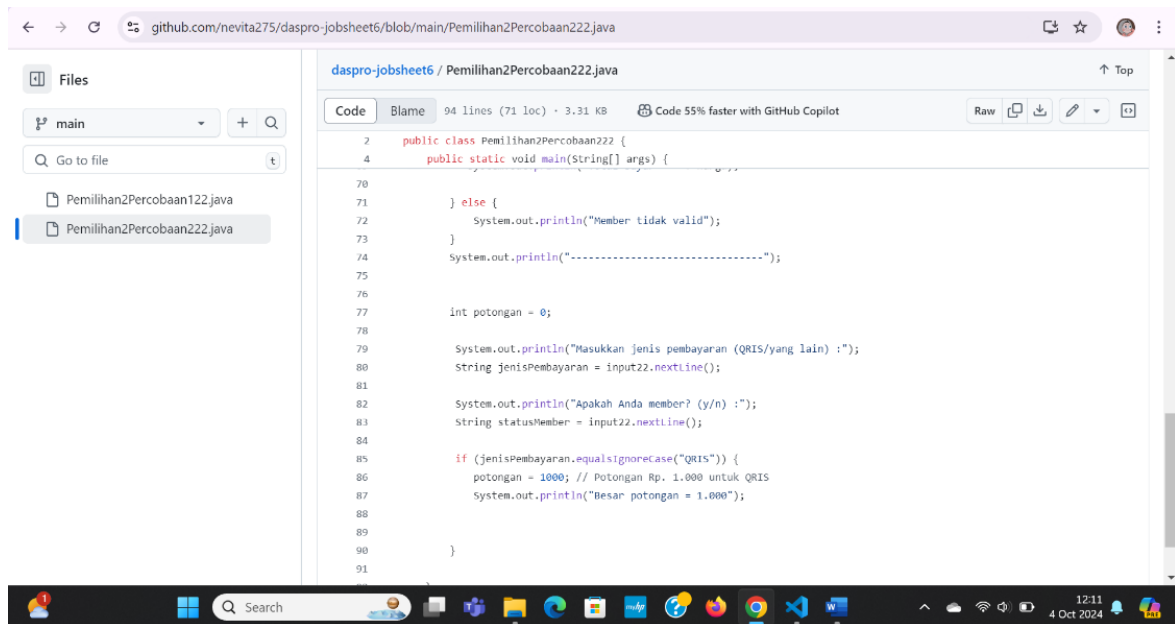 github.com/nevita275/daspro-jobsheet6/blob/main/Pemilihan2Percobaan222.java
Files
main
Go to file
t
Pemilihan2Percobaan122.java
Pemilihan2Percobaan222.java
daspro-jobsheet6 / Pemilihan2Percobaan222.java
Top
Code Blame 94 lines (71 loc) · 3.31 KB Code 55% faster with GitHub Copilot Raw
2 public class Pemilihan2Percobaan222 {
4 public static void main(String[] args) {
70
71 } else {
72 System.out.println("Member tidak valid");
73 }
74 System.out.println("--------------------------------");
75
76
77 int potongan = 0;
78
79 System.out.println("Masukkan jenis pembayaran (QRIS/yang lain) :");
80 String jenisPembayaran = input22.nextLine();
81
82 System.out.println("Apakah Anda member? (y/n) :");
83 String statusMember = input22.nextLine();
84
85 if (jenisPembayaran.equalsIgnoreCase("QRIS")) {
86 potongan = 1000; // Potongan Rp. 1.000 untuk QRIS
87 System.out.println("Besar potongan = 1.000");
88
89
90 }
91
1
Search
12:11
4 Oct 2024